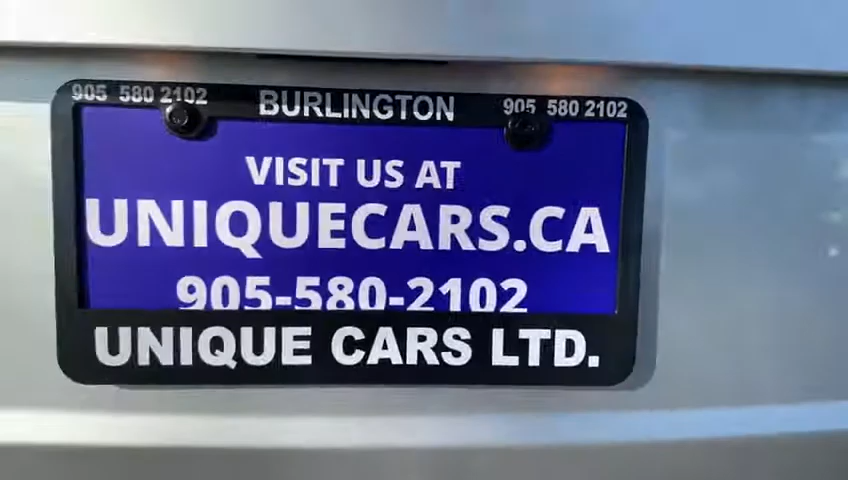 905 580 2102 BURLINGTON 905 580 2102
VISIT US AT
UNIQUECARS.CA
905-580-2102
UNIQUE CARS LTD.